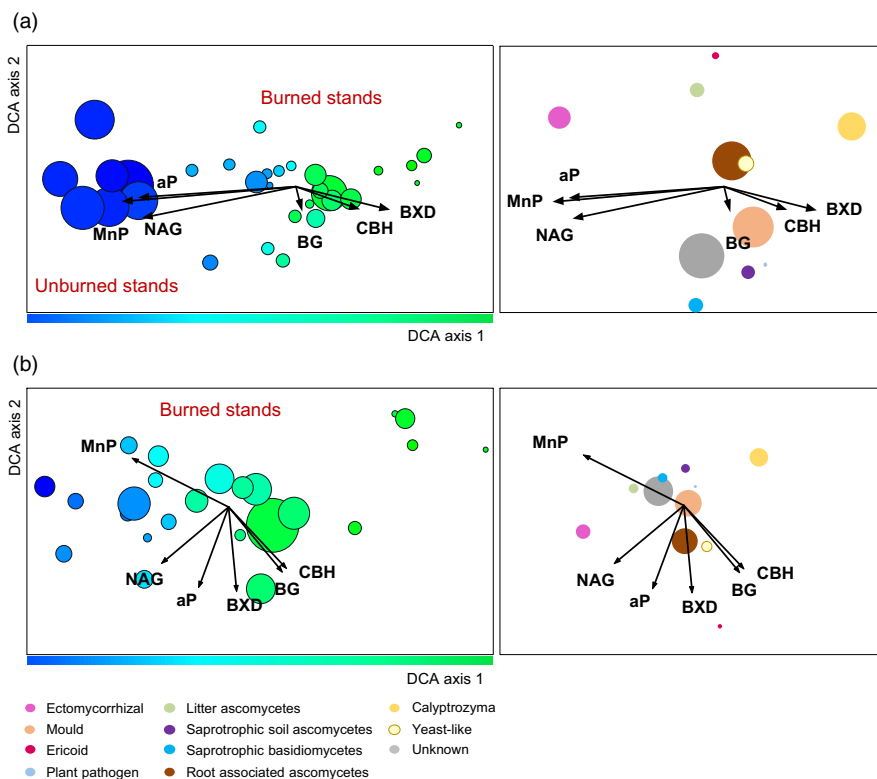 (a)
DCA axis 2
Burned stands
aP
MnP
NAG
BG
CBH
BXD
Unburned stands
DCA axis 1
aP
MnP
NAG
BG
CBH
BXD
(b)
DCA axis 2
Burned stands
MnP
NAG
aP
BXD
BG
CBH
DCA axis 1
MnP
NAG
aP
BXD
BG
CBH
Ectomycorrhizal
Mould
Ericoid
Plant pathogen
Litter ascomycetes
Saprotrophic soil ascomycetes
Saprotrophic basidiomycetes
Root associated ascomycetes
Calyptrozyma
Yeast-like
Unknown